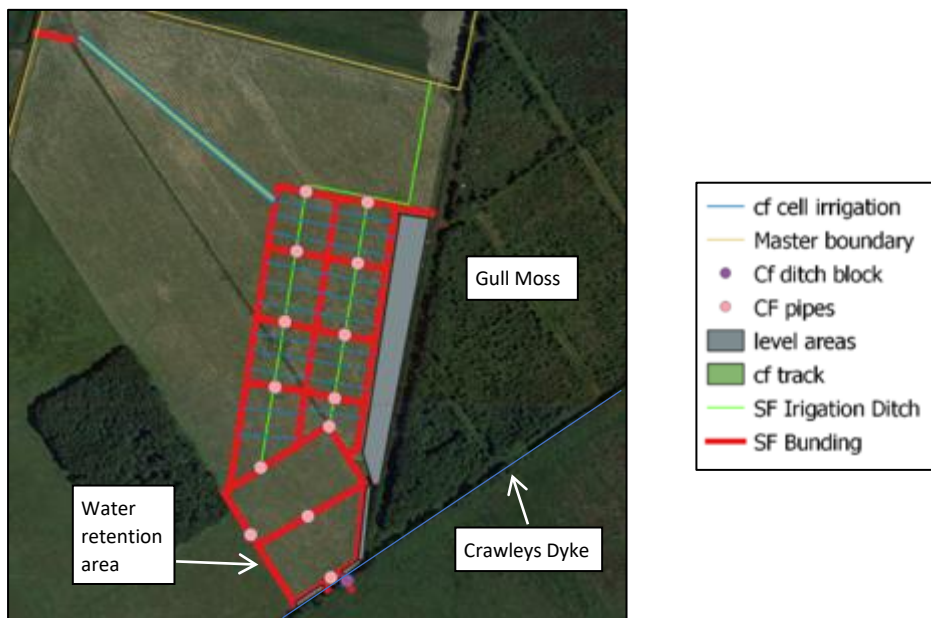 Gull Moss
Water
retention
area
Crawleys Dyke
cf cell irrigation
Master boundary
Cf ditch block
CF pipes
level areas
cf track
SF Irigation Ditch
SF Bunding